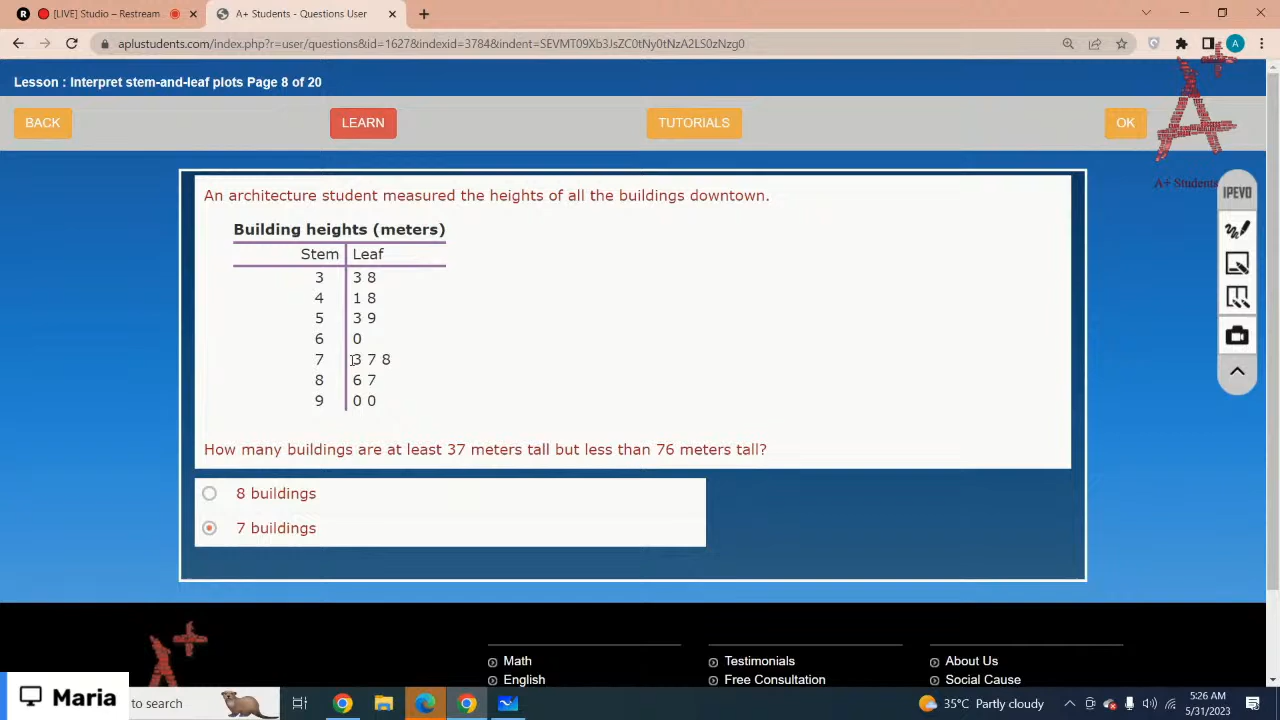 [LIVE] Studio – Restream
A+ Students - Questions User
aplustudents.com/index.php?r=user/questions&id=1627&indexid=3784&indent=SEVMT09Xb3JsZC0tNy0tNzA2LS0zNzg0
A
Lesson : Interpret stem-and-leaf plots Page 8 of 20
BACK
LEARN
TUTORIALS
OK
A+ Students
IPEVO
An architecture student measured the heights of all the buildings downtown.
Building heights (meters)
Stem Leaf
3 3 8
4 1 8
5 3 9
6 0
7 3 7 8
8 6 7
9 0 0
How many buildings are at least 37 meters tall but less than 76 meters tall?
8 buildings
7 buildings
Math
Testimonials
About Us
English
Free Consultation
Social Cause
Maria
to search
35°C Partly cloudy
5:26 AM
5/31/2023